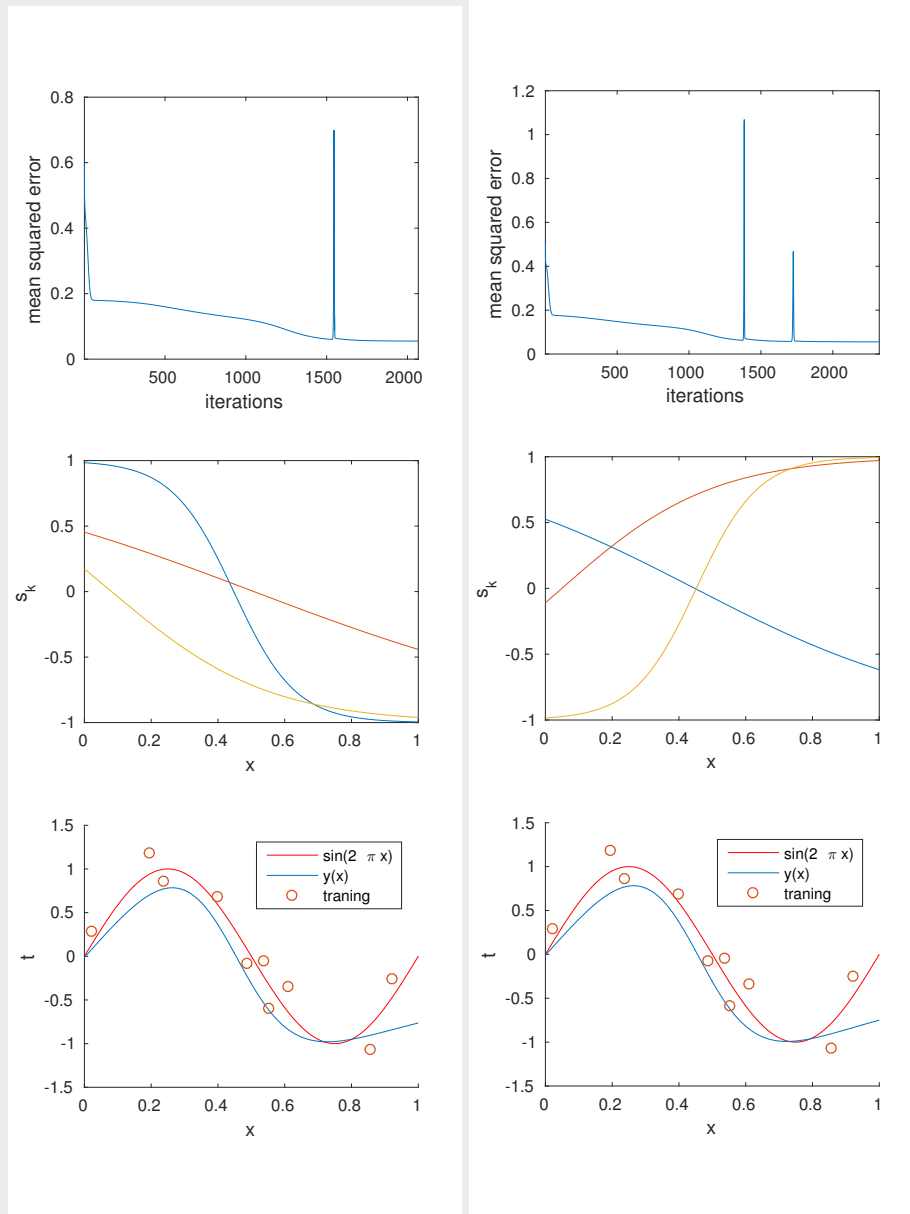 0.8
0.6
0.4
0.2
0
mean squared error
500 1000 1500 2000
iterations
1
0.5
0
-0.5
-1
s_k
0 0.2 0.4 0.6 0.8 1
x
1.5
1
0.5
0
-0.5
-1
-1.5
t
sin(2 π x)
y(x)
traning
0 0.2 0.4 0.6 0.8 1
x
1.2
1
0.8
0.6
0.4
0.2
0
mean squared error
500 1000 1500 2000
iterations
1
0.5
0
-0.5
-1
s_k
0 0.2 0.4 0.6 0.8 1
x
1.5
1
0.5
0
-0.5
-1
-1.5
t
sin(2 π x)
y(x)
traning
0 0.2 0.4 0.6 0.8 1
x